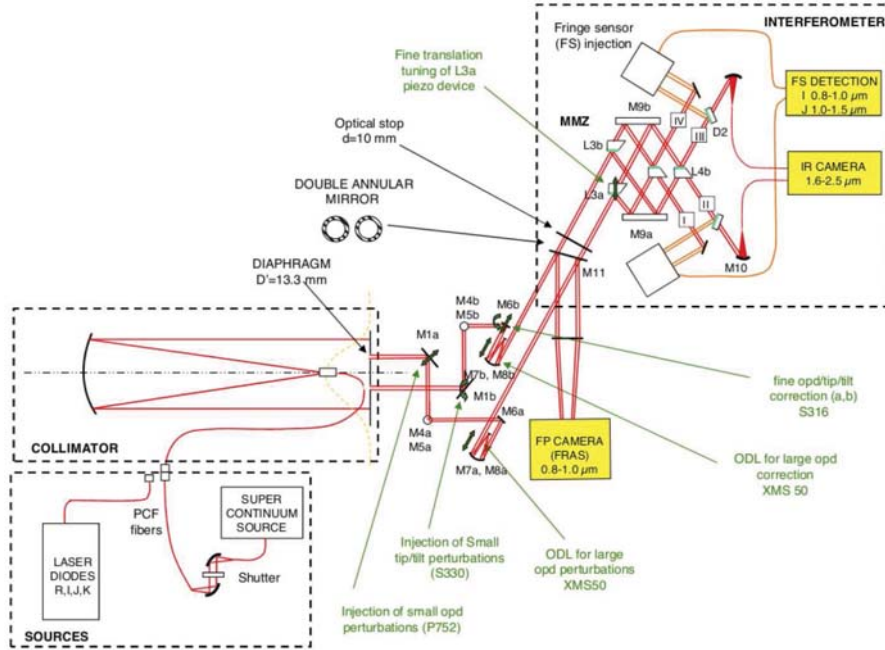 INTERFEROMETER
Fringe sensor
(FS) injection
Fine translation
tuning of L3a
piezo device
FS DETECTION
I 0.8-1.0 µm
J 1.0-1.5 µm
M9b
IV
MMZ
III
D2
Optical stop
d=10 mm
L3b
L4b
IR CAMERA
1.6-2.5 µm
L3a
DOUBLE ANNULAR
MIRROR
II
I
M9a
M10
M11
DIAPHRAGM
D'=13.3 mm
M4b
M5b
M6b
M1a
M7b, M8b
M1b
fine opd/tip/tilt
correction (a,b)
S316
M6a
COLLIMATOR
M4a
M5a
FP CAMERA
(FRAS)
0.8-1.0 µm
M7a, M8a
ODL for large opd
correction
XMS 50
PCF
fibers
SUPER
CONTINUUM
SOURCE
Injection of Small
tip/tilt perturbations
(S330)
ODL for large
opd perturbations
XMS50
LASER
DIODES
R,I,J,K
Shutter
Injection of small opd
perturbations (P752)
SOURCES